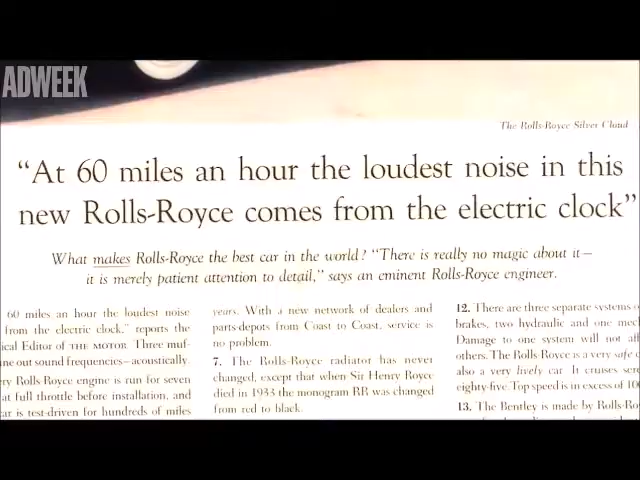 ADWEEK
The Rolls-Royce Silver Cloud
“At 60 miles an hour the loudest noise in this
new Rolls-Royce comes from the electric clock”
What makes Rolls-Royce the best car in the world? “There is really no magic about it—
it is merely patient attention to detail,” says an eminent Rolls-Royce engineer.
60 miles an hour the loudest noise
from the electric clock,” reports the
ical Editor of THE MOTOR. Three muf-
ne out sound frequencies—acoustically.
ry Rolls-Royce engine is run for seven
at full throttle before installation, and
ar is test-driven for hundreds of miles
years. With a new network of dealers and
parts-depots from Coast to Coast, service is
no problem.
7. The Rolls-Royce radiator has never
changed, except that when Sir Henry Royce
died in 1933 the monogram RR was changed
from red to black.
12. There are three separate systems
brakes, two hydraulic and one
Damage to one system will not
others. The Rolls-Royce is a very safe
also a very lively car. It cruises
eighty-five. Top speed is in excess of
13. The Bentley is made by